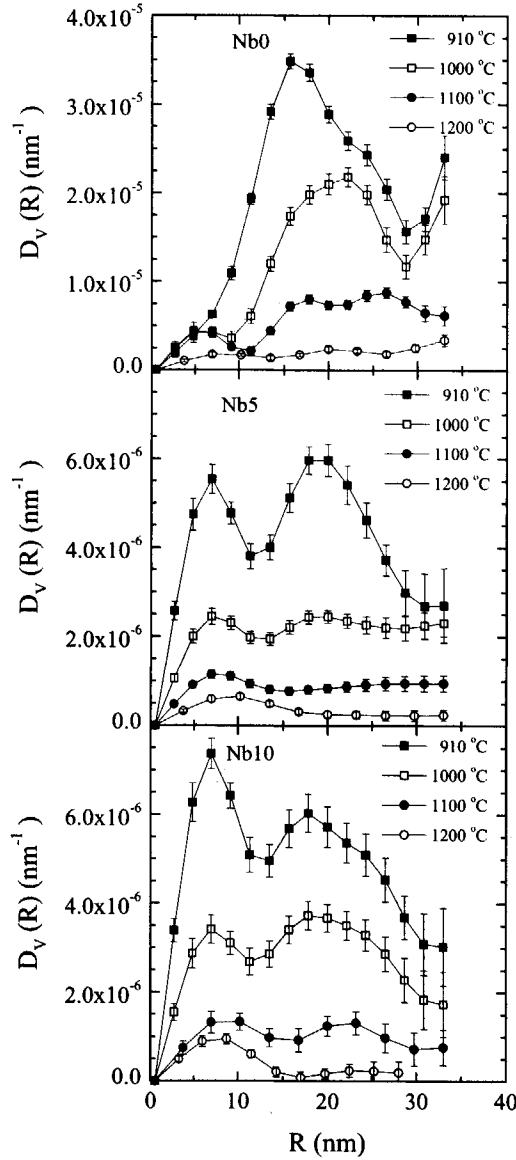 4.0x10⁻⁵
Nb0
910 °C
1000 °C
1100 °C
1200 °C
3.0x10⁻⁵
2.0x10⁻⁵
1.0x10⁻⁵
0.0
D_V (R) (nm⁻¹)
Nb5
910 °C
1000 °C
1100 °C
1200 °C
6.0x10⁻⁶
4.0x10⁻⁶
2.0x10⁻⁶
0.0
D_V (R) (nm⁻¹)
Nb10
910 °C
1000 °C
1100 °C
1200 °C
6.0x10⁻⁶
4.0x10⁻⁶
2.0x10⁻⁶
0.0
D_V (R) (nm⁻¹)
0 10 20 30 40
R (nm)